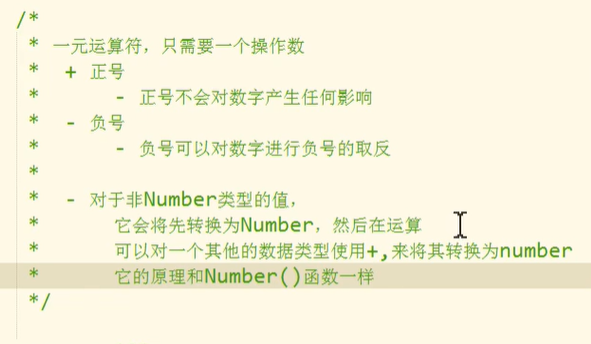 /*
* 一元运算符，只需要一个操作数
* + 正号
* - 正号不会对数字产生任何影响
* - 负号
* - 负号可以对数字进行负号的取反
*
* - 对于非Number类型的值，
* 它会将先转换为Number，然后在运算
* 可以对一个其他的数据类型使用+,来将其转换为number
* 它的原理和Number()函数一样
*/